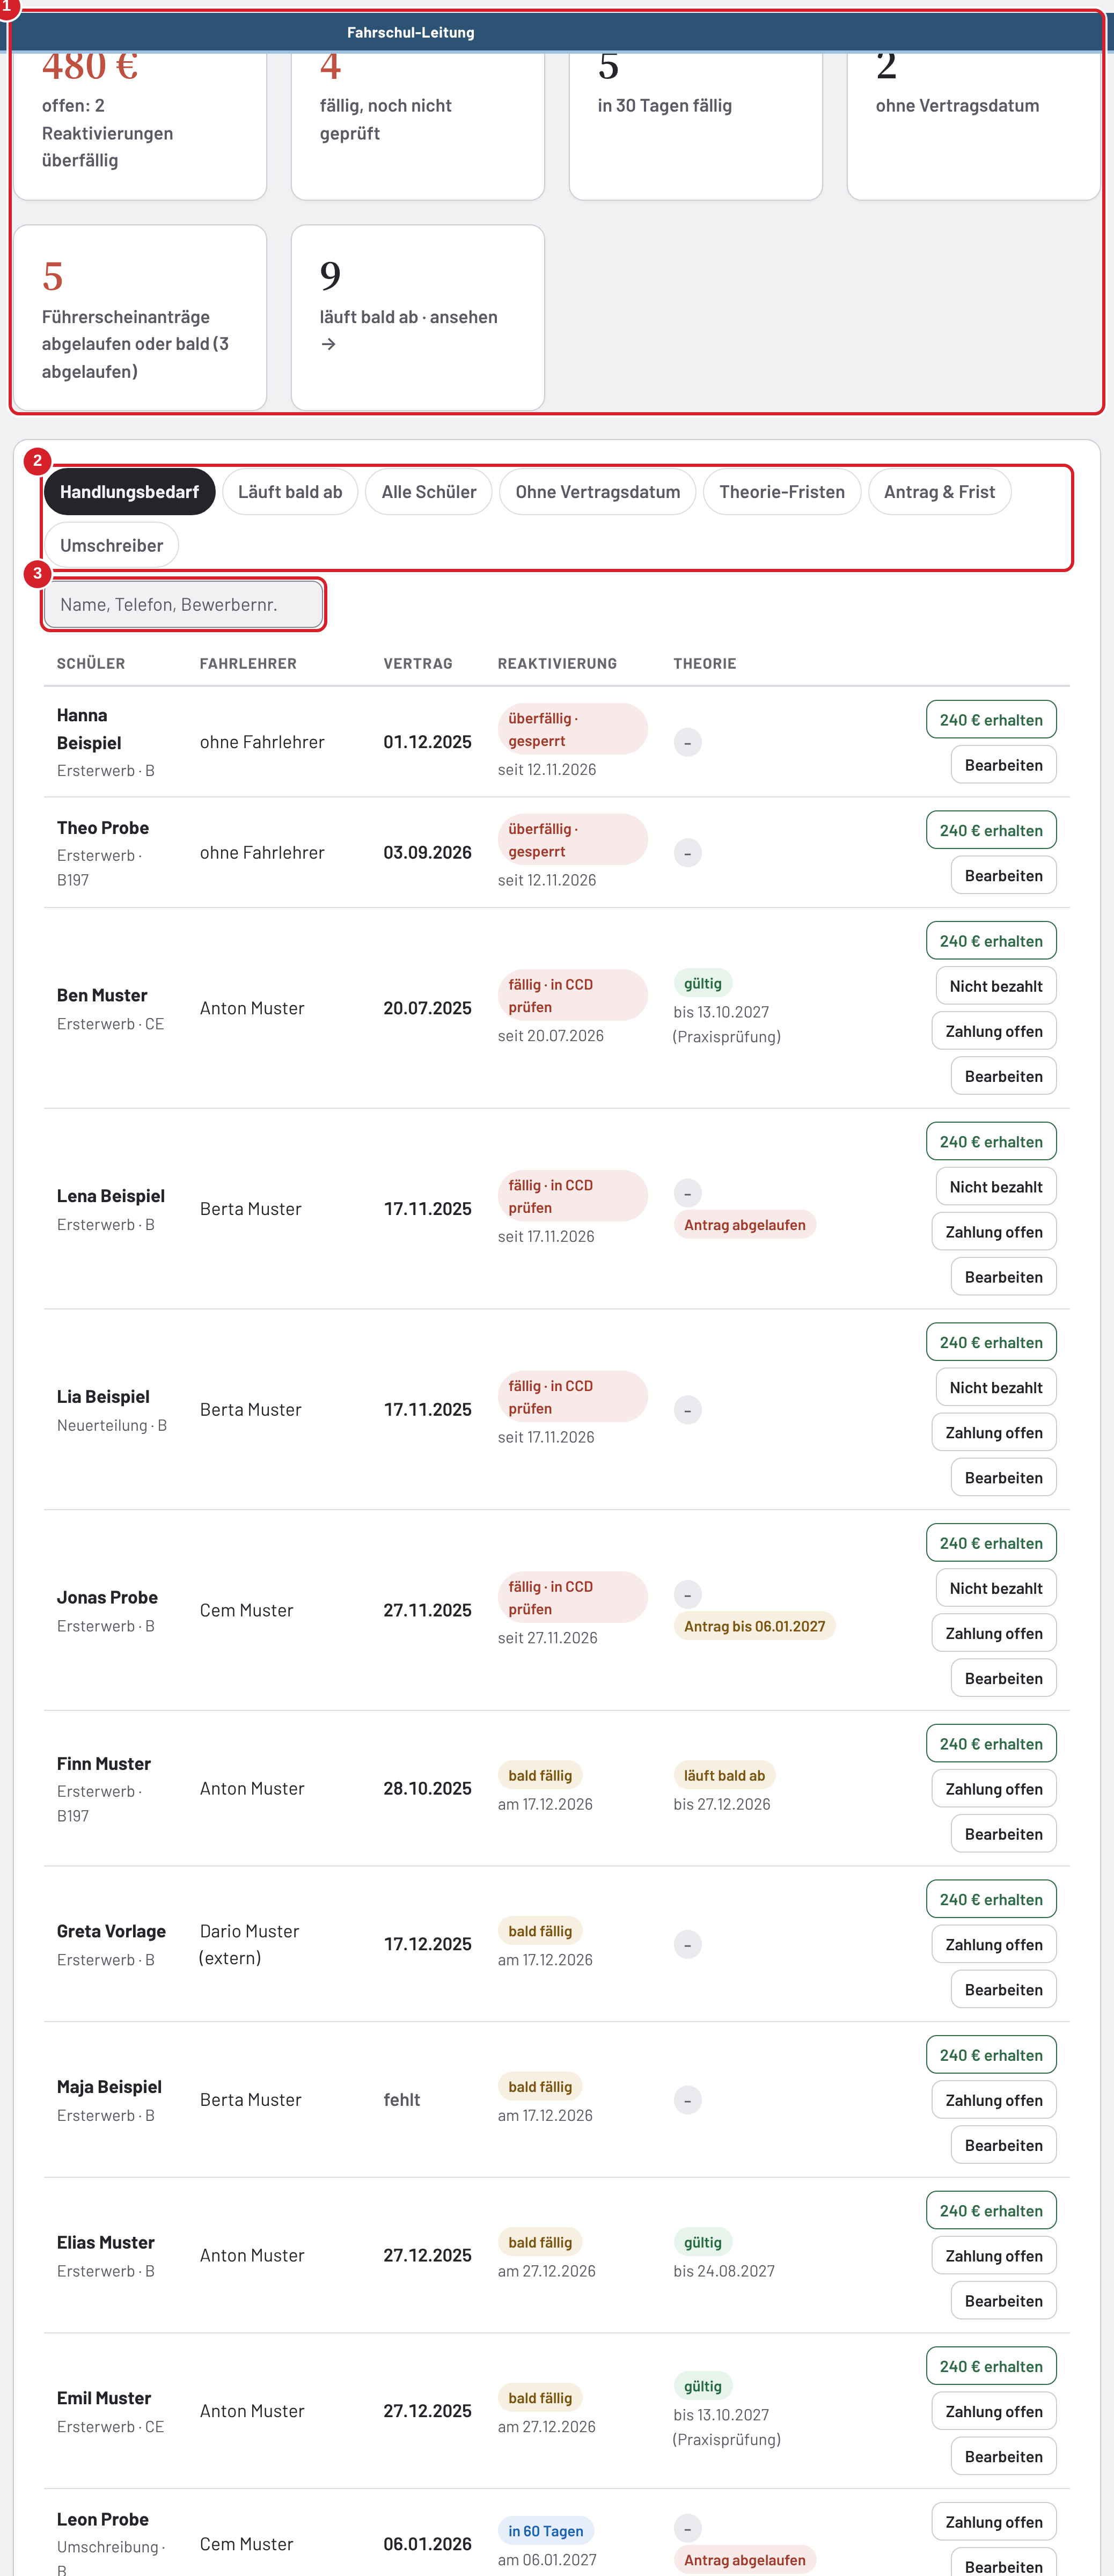 1
Fahrschul-Leitung
480 €
offen: 2
Reaktivierungen
überfällig
4
fällig, noch nicht
geprüft
5
in 30 Tagen fällig
2
ohne Vertragsdatum
5
Führerscheinanträge
abgelaufen oder bald (3
abgelaufen)
9
läuft bald ab · ansehen
→
2
Handlungsbedarf Läuft bald ab Alle Schüler Ohne Vertragsdatum Theorie-Fristen Antrag & Frist
Umschreiber
3
Name, Telefon, Bewerbernr.
SCHÜLER FAHRLEHRER VERTRAG REAKTIVIERUNG THEORIE
Hanna
Beispiel
Ersterwerb · B
ohne Fahrlehrer
01.12.2025
überfällig ·
gesperrt
seit 12.11.2026
–
240 € erhalten
Bearbeiten
Theo Probe
Ersterwerb ·
B197
ohne Fahrlehrer
03.09.2026
überfällig ·
gesperrt
seit 12.11.2026
–
240 € erhalten
Bearbeiten
Ben Muster
Ersterwerb · CE
Anton Muster
20.07.2025
fällig · in CCD
prüfen
seit 20.07.2026
gültig
bis 13.10.2027
(Praxisprüfung)
240 € erhalten
Nicht bezahlt
Zahlung offen
Bearbeiten
Lena Beispiel
Ersterwerb · B
Berta Muster
17.11.2025
fällig · in CCD
prüfen
seit 17.11.2026
–
Antrag abgelaufen
240 € erhalten
Nicht bezahlt
Zahlung offen
Bearbeiten
Lia Beispiel
Neuerteilung · B
Berta Muster
17.11.2025
fällig · in CCD
prüfen
seit 17.11.2026
–
240 € erhalten
Nicht bezahlt
Zahlung offen
Bearbeiten
Jonas Probe
Ersterwerb · B
Cem Muster
27.11.2025
fällig · in CCD
prüfen
seit 27.11.2026
–
Antrag bis 06.01.2027
240 € erhalten
Nicht bezahlt
Zahlung offen
Bearbeiten
Finn Muster
Ersterwerb ·
B197
Anton Muster
28.10.2025
bald fällig
am 17.12.2026
läuft bald ab
bis 27.12.2026
240 € erhalten
Zahlung offen
Bearbeiten
Greta Vorlage
Ersterwerb · B
Dario Muster
(extern)
17.12.2025
bald fällig
am 17.12.2026
–
240 € erhalten
Zahlung offen
Bearbeiten
Maja Beispiel
Ersterwerb · B
Berta Muster
fehlt
bald fällig
am 17.12.2026
–
240 € erhalten
Zahlung offen
Bearbeiten
Elias Muster
Ersterwerb · B
Anton Muster
27.12.2025
bald fällig
am 27.12.2026
gültig
bis 24.08.2027
240 € erhalten
Zahlung offen
Bearbeiten
Emil Muster
Ersterwerb · CE
Anton Muster
27.12.2025
bald fällig
am 27.12.2026
gültig
bis 13.10.2027
(Praxisprüfung)
240 € erhalten
Zahlung offen
Bearbeiten
Leon Probe
Umschreibung ·
B
Cem Muster
06.01.2026
in 60 Tagen
am 06.01.2027
–
Antrag abgelaufen
Zahlung offen
Bearbeiten